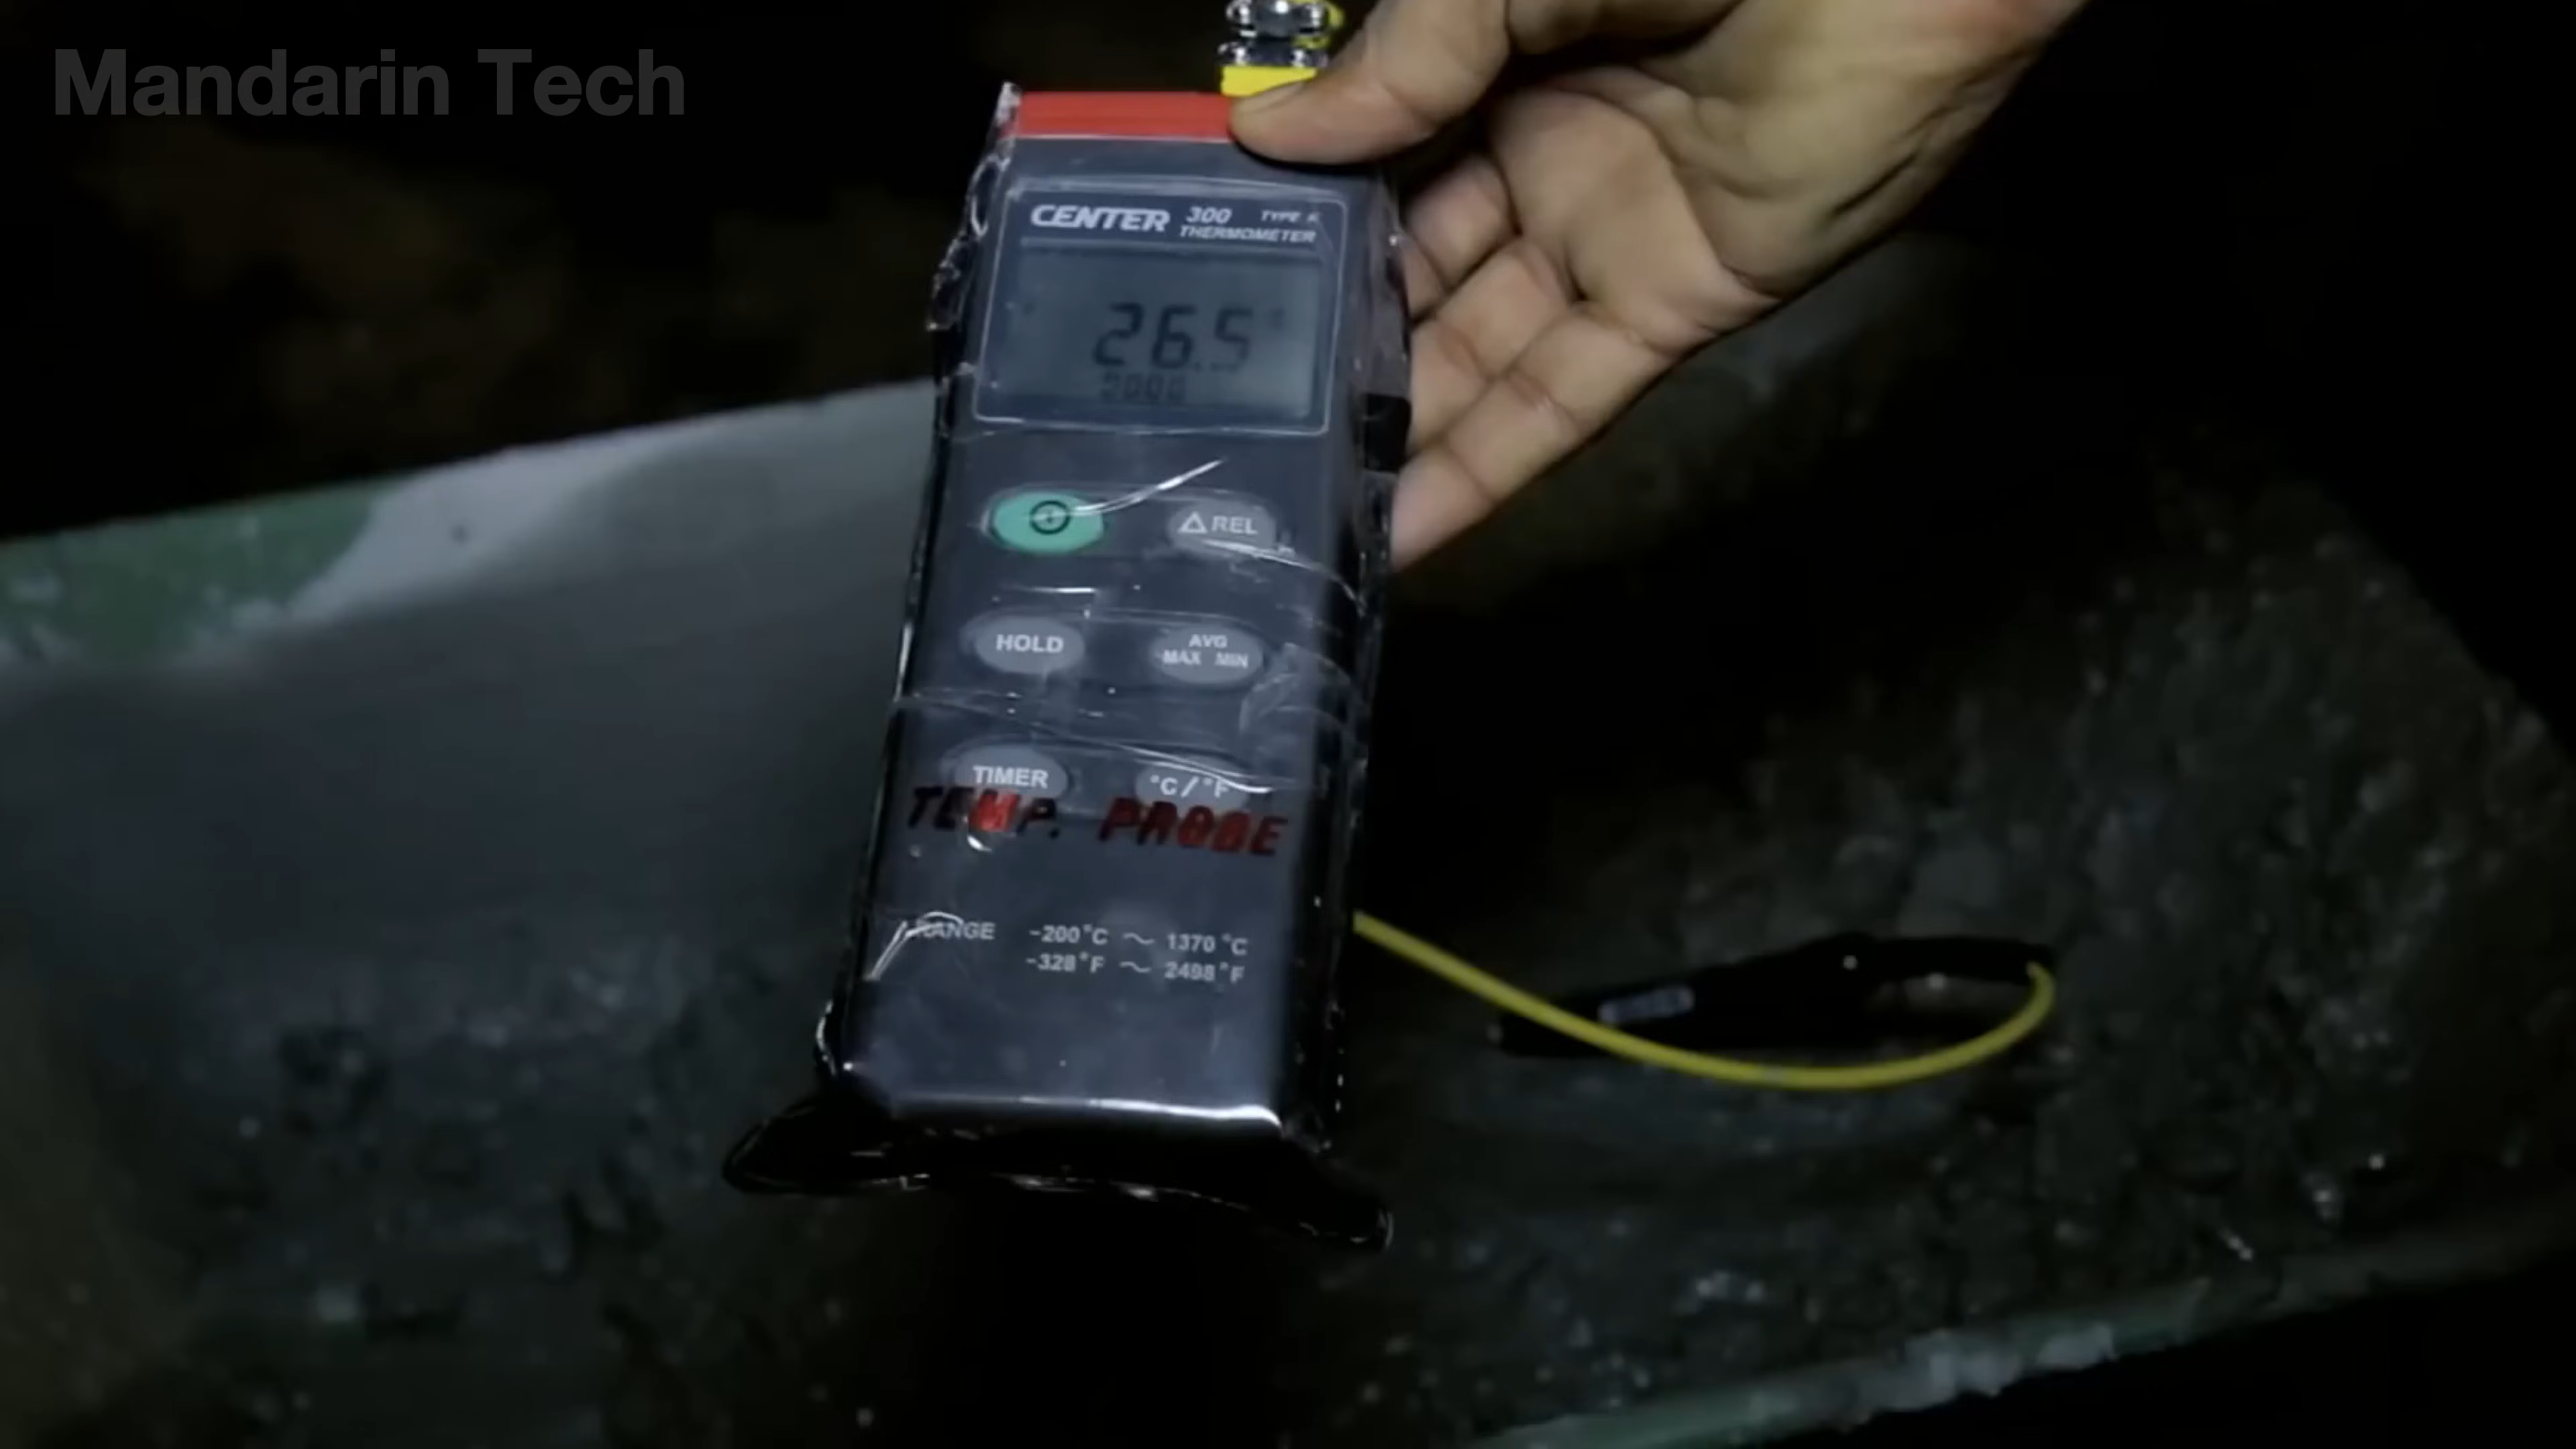 Mandarin Tech
CENTER 300 TYPE K
THERMOMETER
26.5
△ REL
HOLD
AVG
MAX MIN
TIMER
°C/°F
TEMP. PROBE
RANGE -200°C ~ 1370°C
-328°F ~ 2498°F